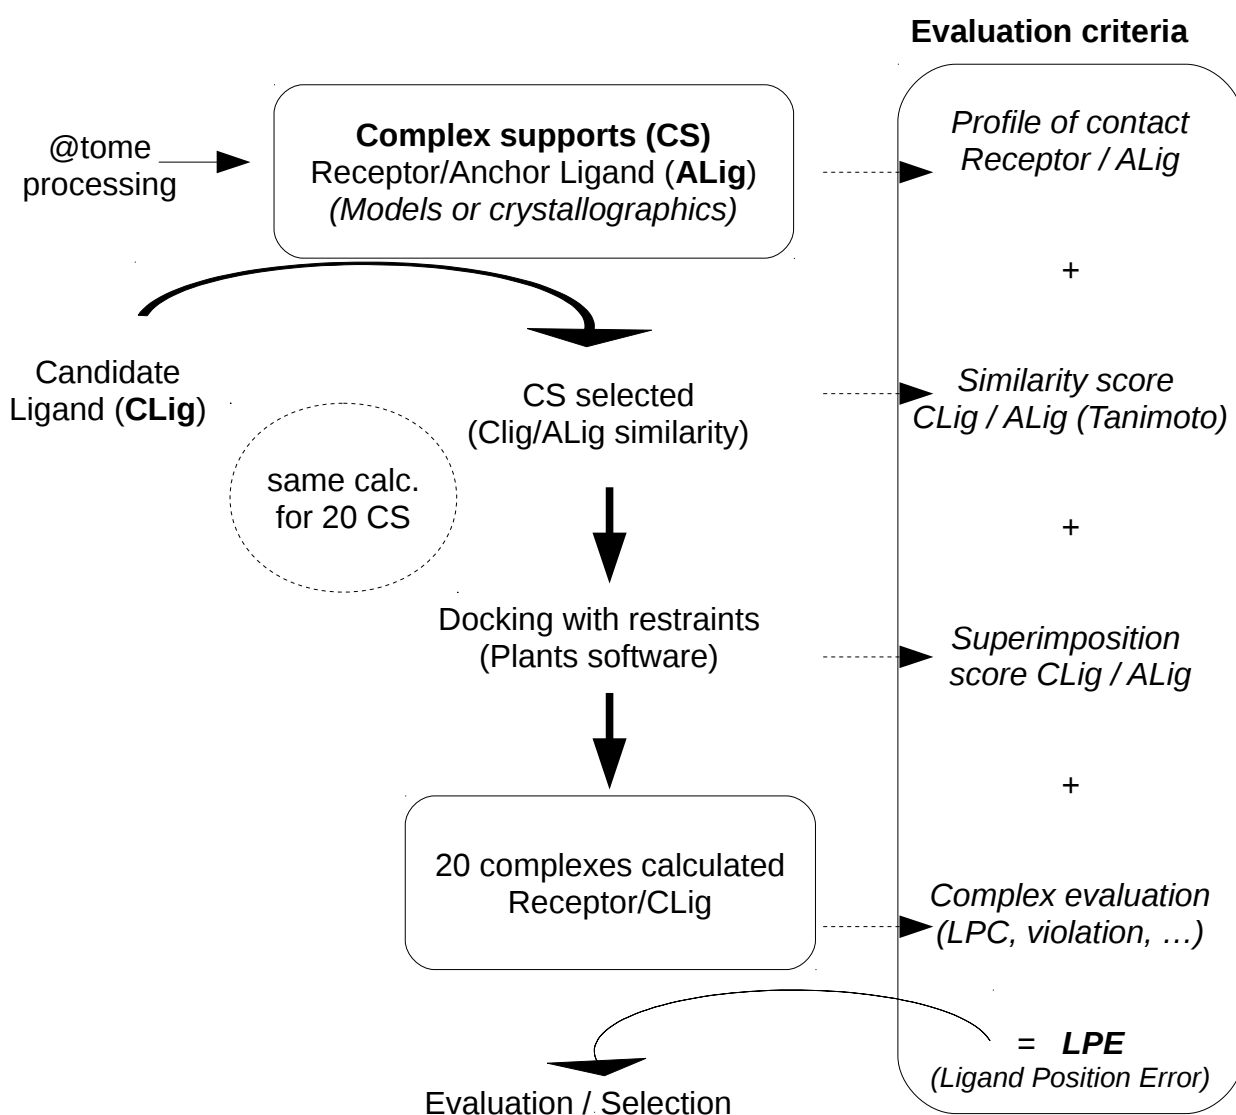 Evaluation criteria
@tome
processing
Complex supports (CS)
Receptor/Anchor Ligand (ALig)
(Models or crystallographics)
Profile of contact
Receptor / ALig
+
Candidate
Ligand (CLig)
CS selected
(Clig/ALig similarity)
Similarity score
CLig / ALig (Tanimoto)
same calc.
for 20 CS
+
Docking with restraints
(Plants software)
Superimposition
score CLig / ALig
+
20 complexes calculated
Receptor/CLig
Complex evaluation
(LPC, violation, …)
= LPE
(Ligand Position Error)
Evaluation / Selection